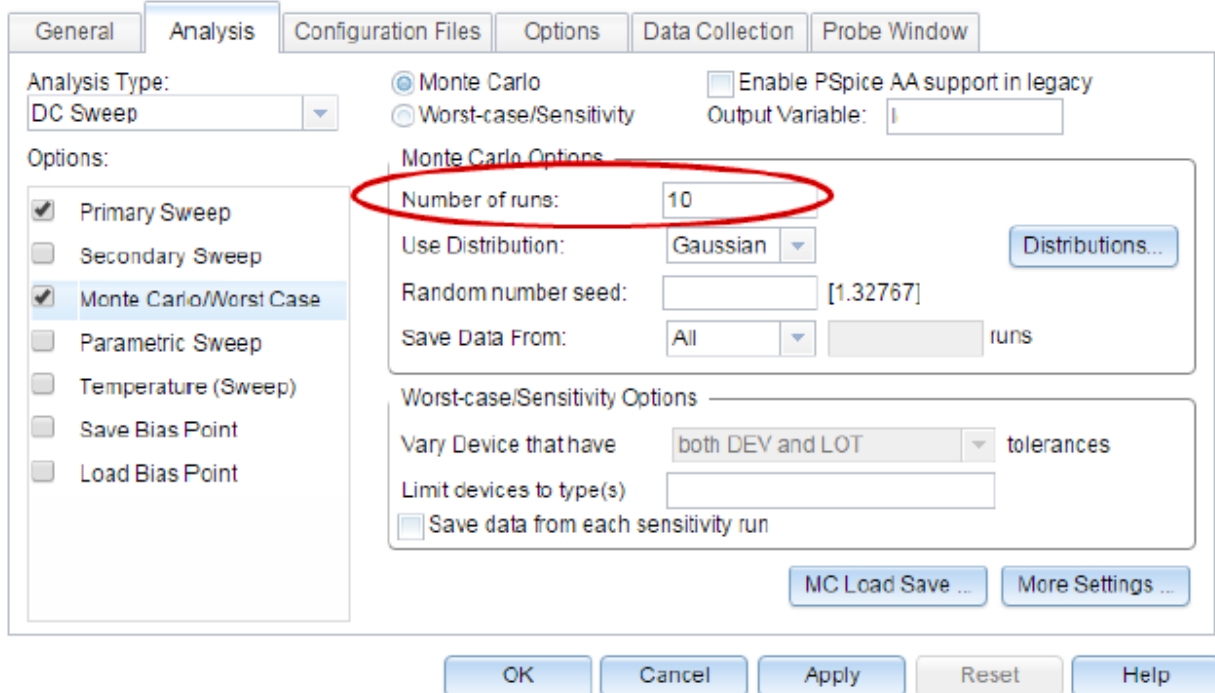 General Analysis Configuration Files Options Data Collection Probe Window
Analysis Type:
DC Sweep
Options:
Primary Sweep
Secondary Sweep
Monte Carlo/Worst Case
Parametric Sweep
Temperature (Sweep)
Save Bias Point
Load Bias Point
Monte Carlo
Enable PSpice AA support in legacy
Worst-case/Sensitivity
Output Variable:
Monte Carlo Options
Number of runs: 10
Use Distribution: Gaussian Distributions...
Random number seed: [1.32767]
Save Data From: All runs
Worst-case/Sensitivity Options
Vary Device that have both DEV and LOT tolerances
Limit devices to type(s)
Save data from each sensitivity run
MC Load Save ... More Settings ...
OK Cancel Apply Reset Help